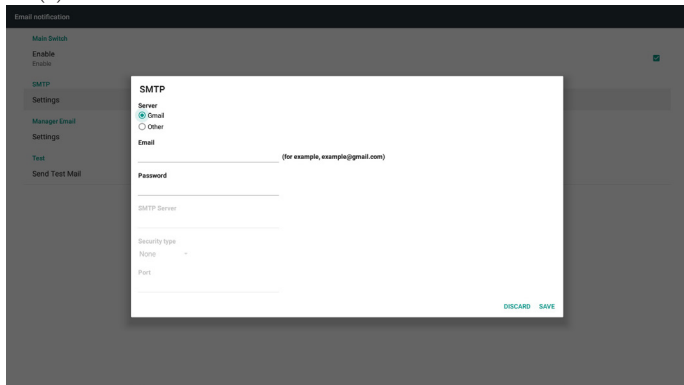 Email notification
Main Switch
Enable
Enable
SMTP
Settings
Manager Email
Settings
Test
Send Test Mail
SMTP
Server
Gmail
Other
Email
(for example, example@gmail.com)
Password
SMTP Server
Security type
None
Port
DISCARD SAVE